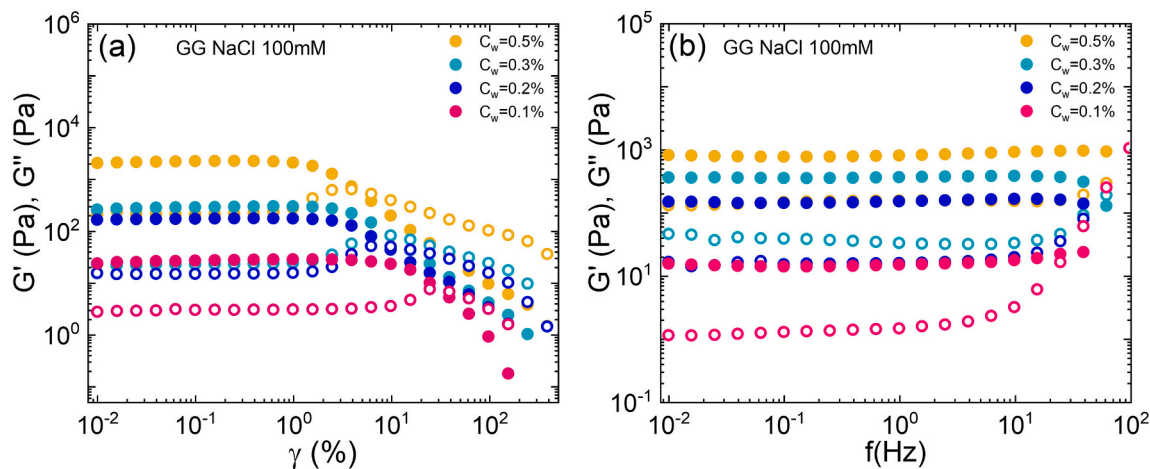 (a)
GG NaCl 100mM
C_w=0.5%
C_w=0.3%
C_w=0.2%
C_w=0.1%
10^6
10^4
10^2
10^0
G' (Pa), G'' (Pa)
10^-2
10^-1
10^0
10^1
10^2
γ (%)
(b)
GG NaCl 100mM
C_w=0.5%
C_w=0.3%
C_w=0.2%
C_w=0.1%
10^5
10^3
10^1
10^-1
G' (Pa), G'' (Pa)
10^-2
10^-1
10^0
10^1
10^2
f(Hz)